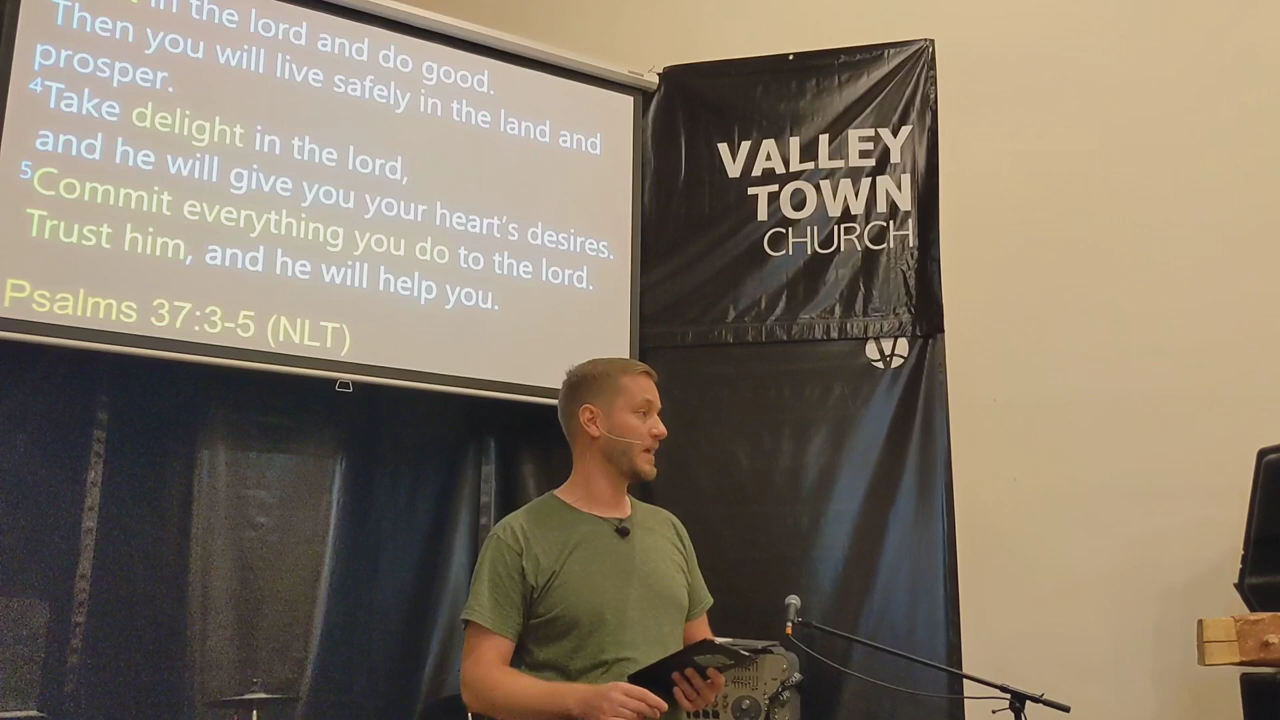 in the lord and do good.
Then you will live safely in the land and
prosper.
4Take delight in the lord,
and he will give you your heart's desires.
5Commit everything you do to the lord.
Trust him, and he will help you.
Psalms 37:3-5 (NLT)
VALLEY
TOWN
CHURCH